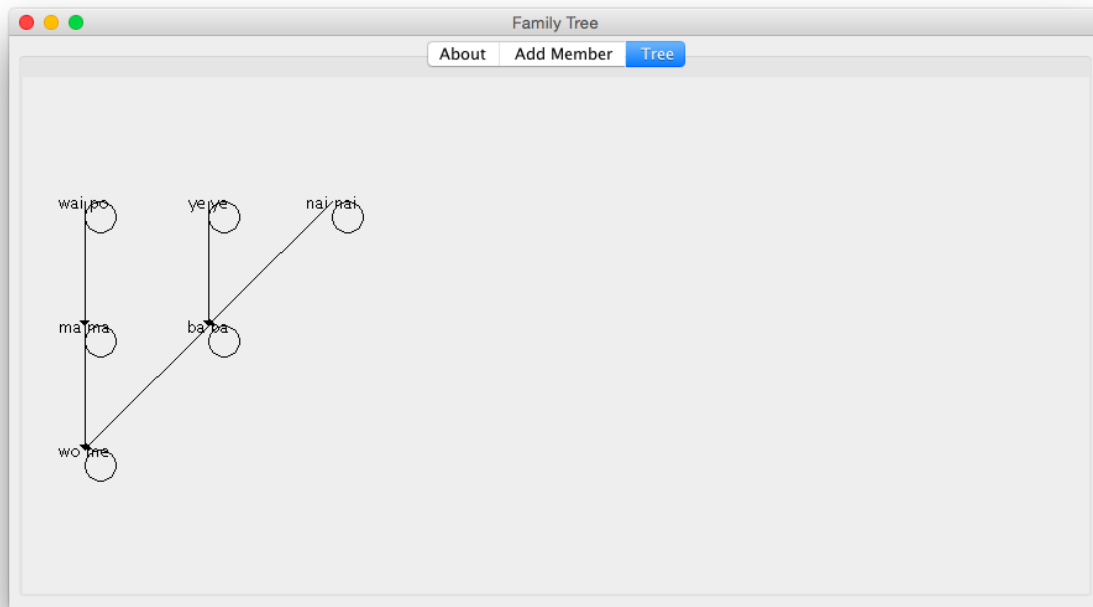 Family Tree
About Add Member Tree
wai po ye ye nai nai
ma ma ba ba
wo me